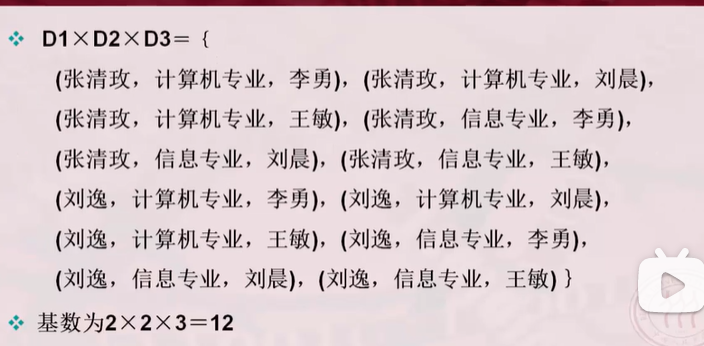 ❖ D1×D2×D3＝｛
(张清玫，计算机专业，李勇)，(张清玫，计算机专业，刘晨)，
(张清玫，计算机专业，王敏)，(张清玫，信息专业，李勇)，
(张清玫，信息专业，刘晨)，(张清玫，信息专业，王敏)，
(刘逸，计算机专业，李勇)，(刘逸，计算机专业，刘晨)，
(刘逸，计算机专业，王敏)，(刘逸，信息专业，李勇)，
(刘逸，信息专业，刘晨)，(刘逸，信息专业，王敏) ｝
❖ 基数为2×2×3＝12